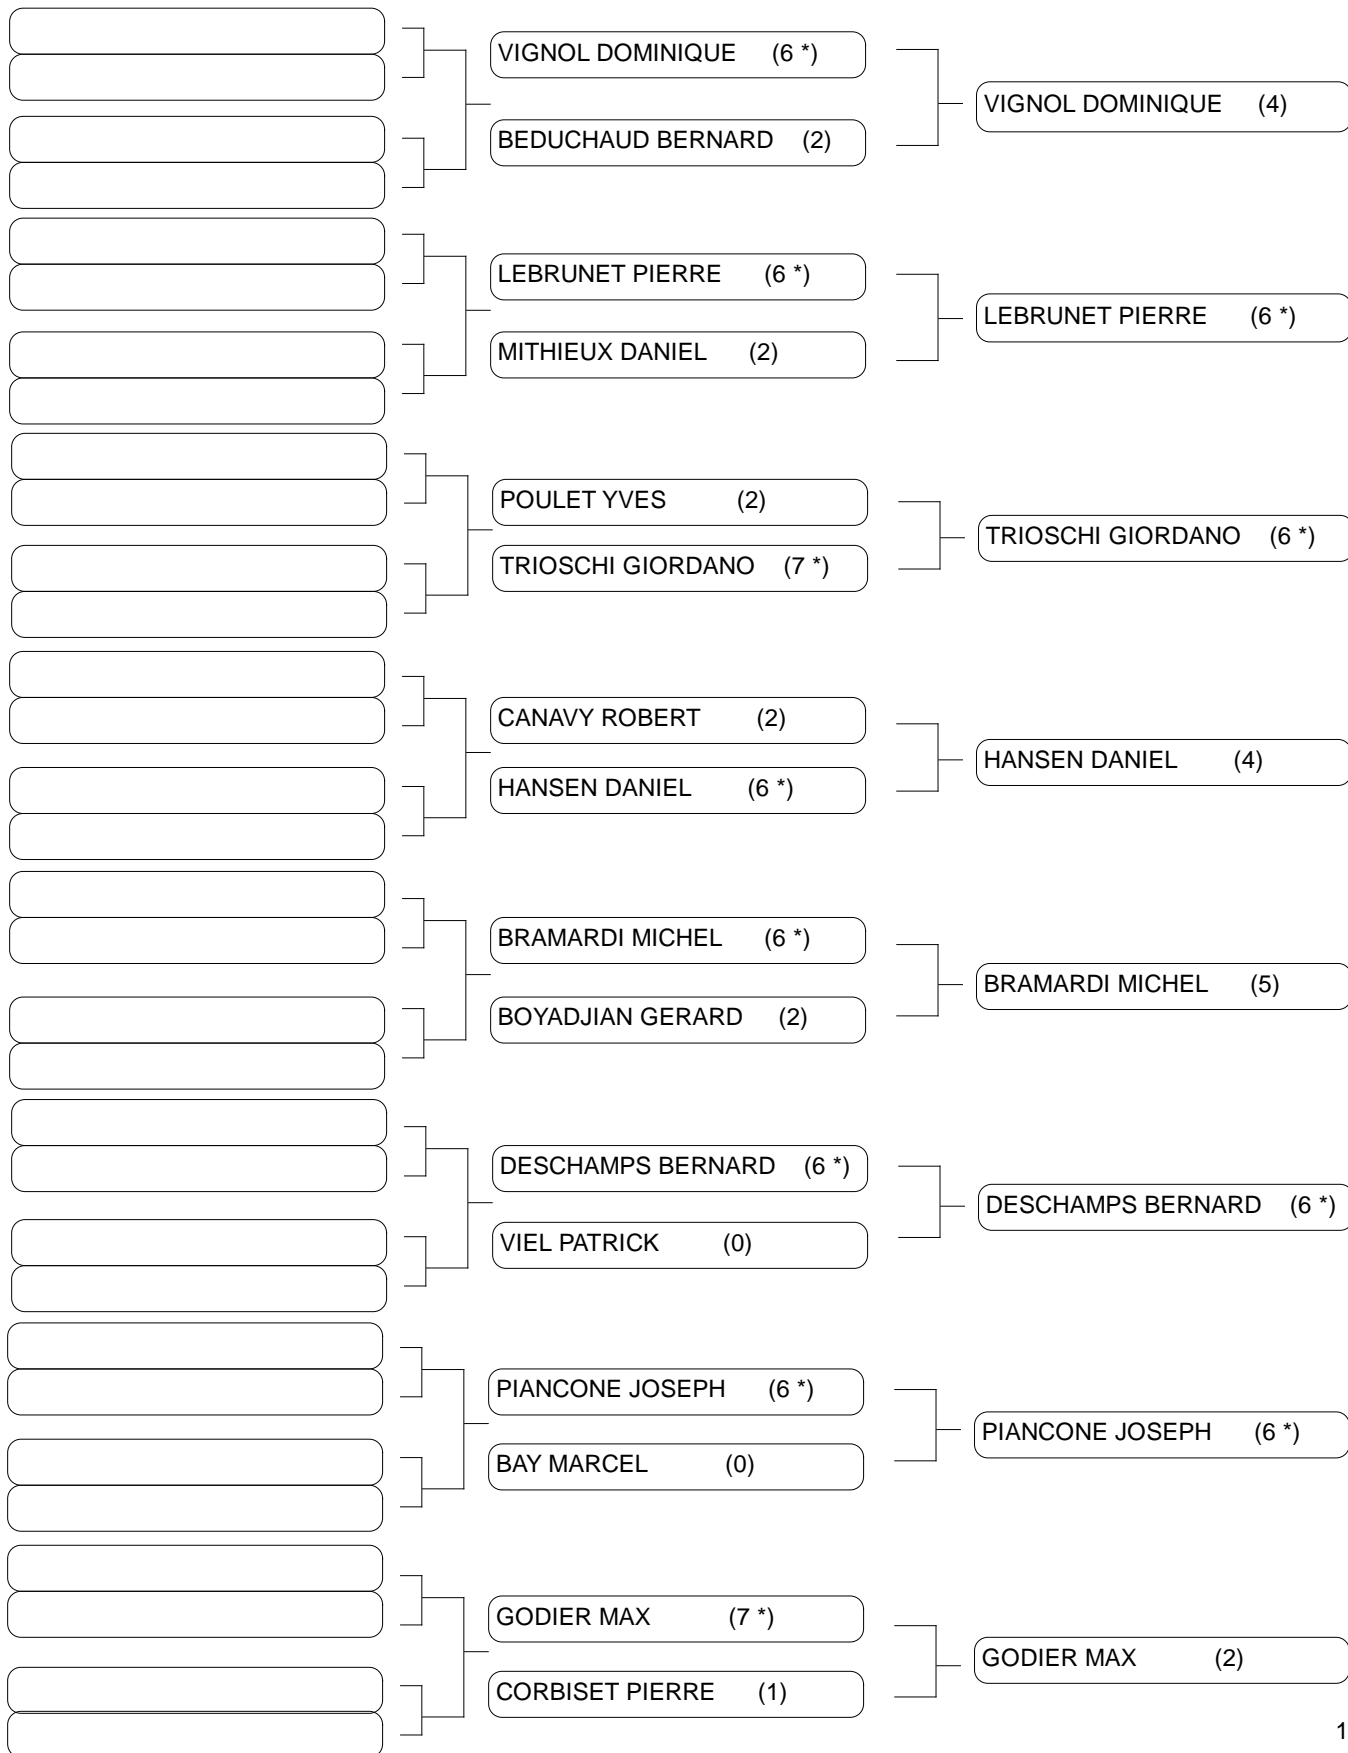 VIGNOL DOMINIQUE (6 *)
BEDUCHAUD BERNARD (2)
VIGNOL DOMINIQUE (4)
LEBRUNET PIERRE (6 *)
MITHIEUX DANIEL (2)
LEBRUNET PIERRE (6 *)
POULET YVES (2)
TRIOSCHI GIORDANO (7 *)
TRIOSCHI GIORDANO (6 *)
CANAVY ROBERT (2)
HANSEN DANIEL (6 *)
HANSEN DANIEL (4)
BRAMARDI MICHEL (6 *)
BOYADJIAN GERARD (2)
BRAMARDI MICHEL (5)
DESCHAMPS BERNARD (6 *)
VIEL PATRICK (0)
DESCHAMPS BERNARD (6 *)
PIANCONE JOSEPH (6 *)
BAY MARCEL (0)
PIANCONE JOSEPH (6 *)
GODIER MAX (7 *)
CORBISET PIERRE (1)
GODIER MAX (2)
1